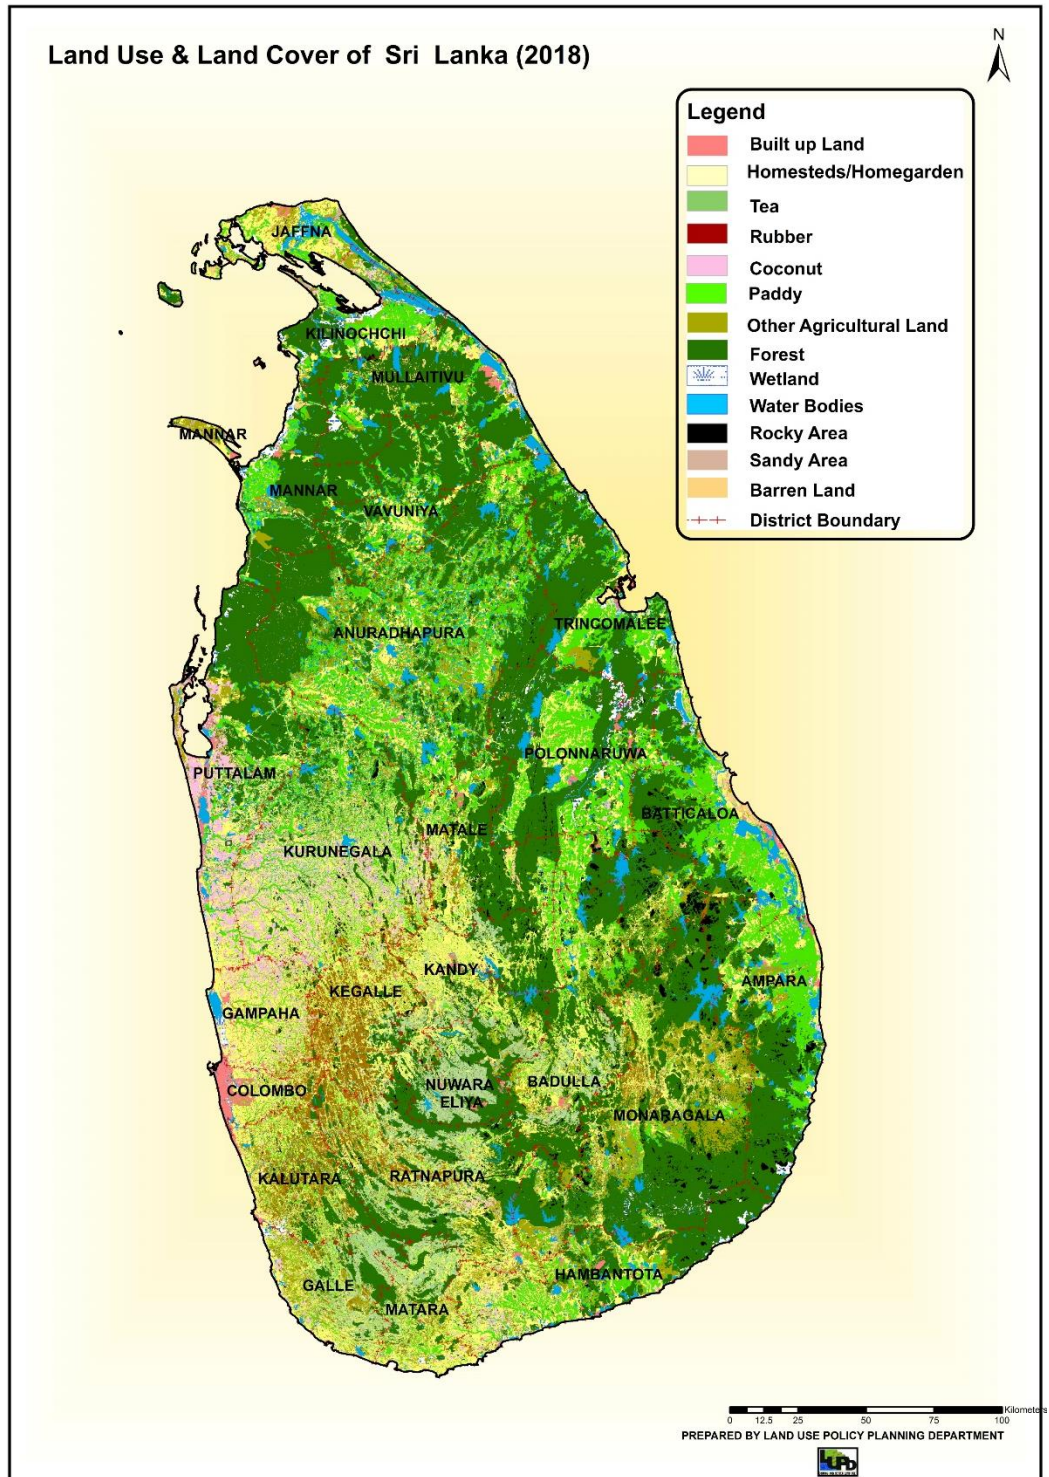 Land Use & Land Cover of Sri Lanka (2018)
N
Legend
Built up Land
Homesteds/Homegarden
Tea
Rubber
Coconut
Paddy
Other Agricultural Land
Forest
Wetland
Water Bodies
Rocky Area
Sandy Area
Barren Land
District Boundary
JAFFNA
KILINOCHCHI
MULLAITIVU
MANNAR
MANNAR
VAVUNIYA
TRINCOMALEE
ANURADHAPURA
POLONNARUWA
PUTTALAM
BATTICALOA
MATALE
KURUNEGALA
KANDY
AMPARA
KEGALLE
GAMPAHA
NUWARA
ELIYA
BADULLA
COLOMBO
MONARAGALA
RATNAPURA
KALUTARA
HAMBANTOTA
GALLE
MATARA
Kilometers
0 12.5 25 50 75 100
PREPARED BY LAND USE POLICY PLANNING DEPARTMENT
LUPPD